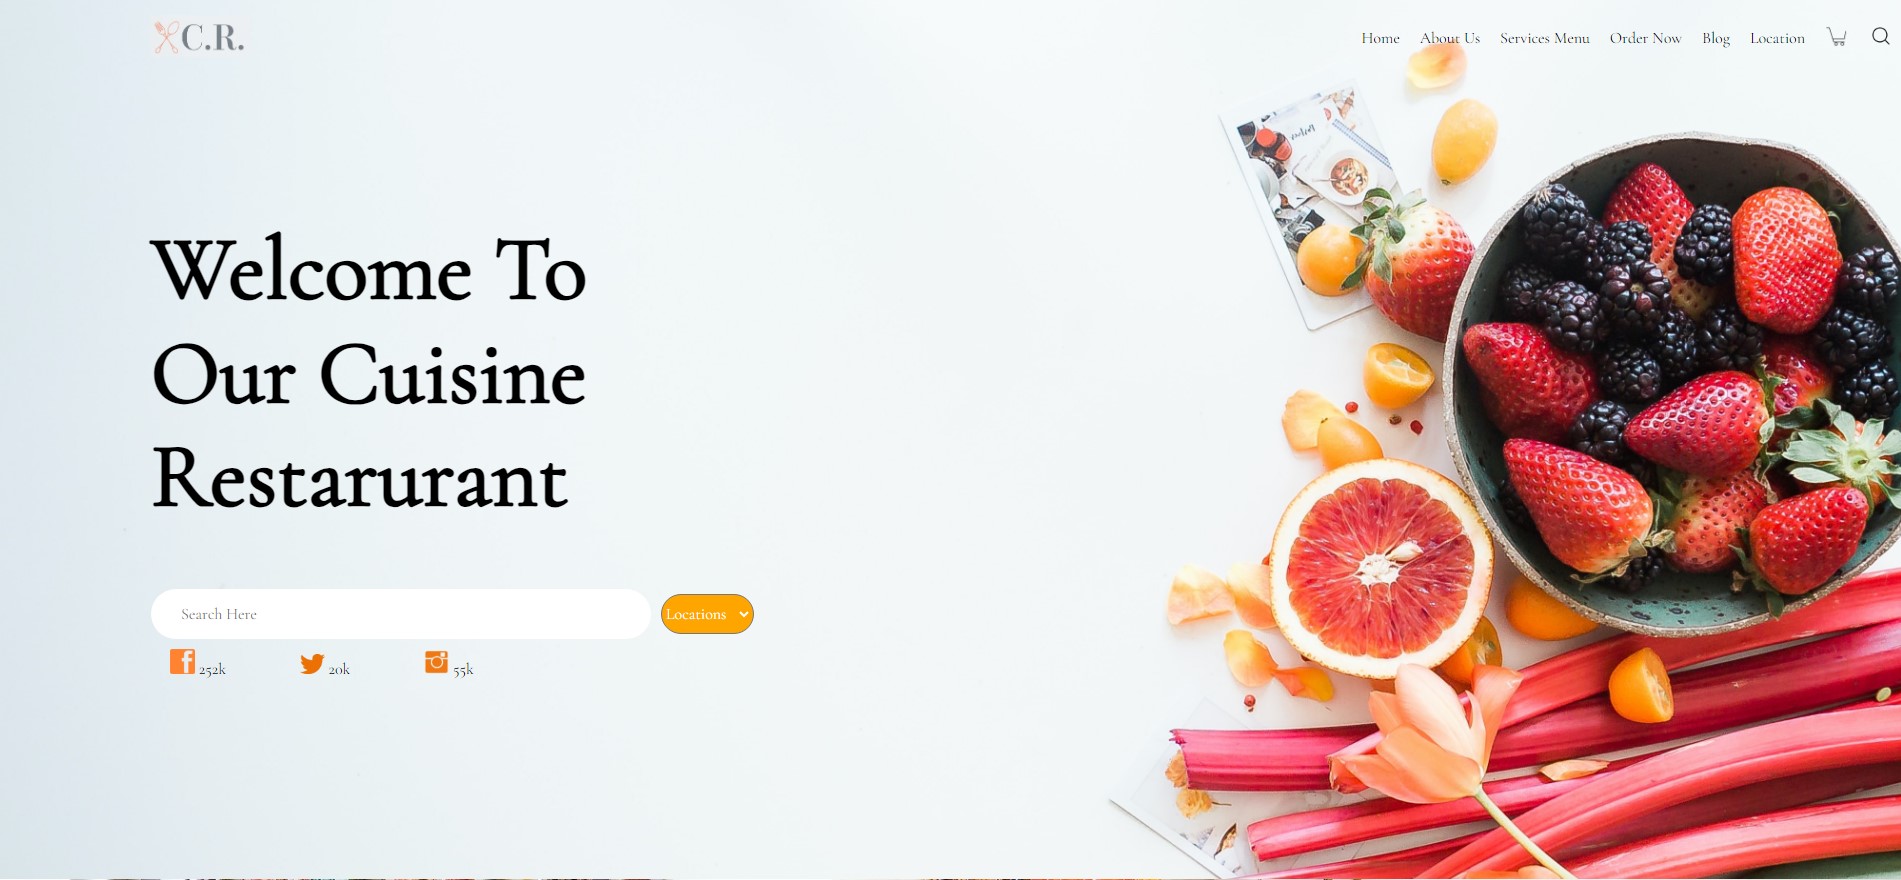 C.R.
Home About Us Services Menu Order Now Blog Location
Welcome To
Our Cuisine
Restarurant
Search Here
Locations
252k 20k 55k